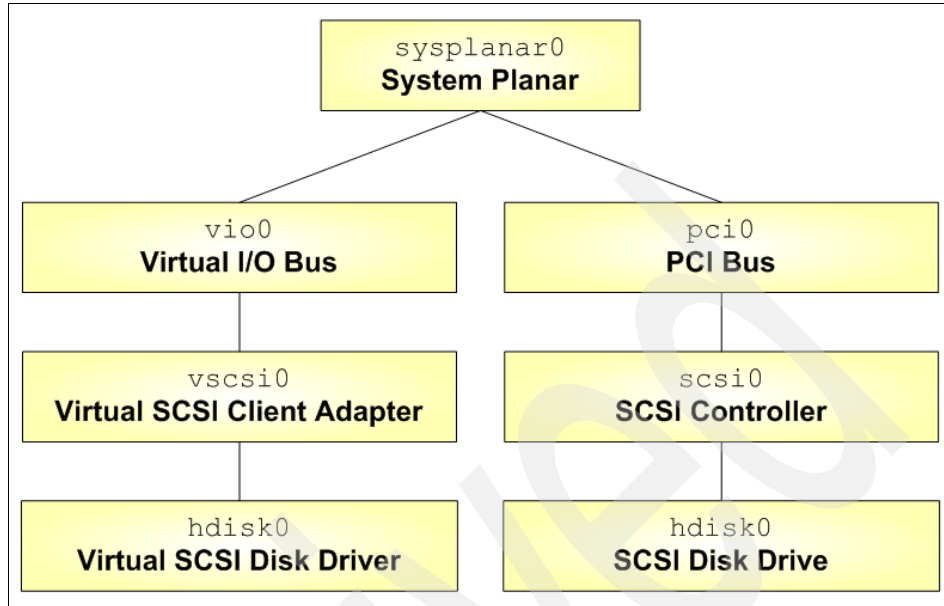 sysplanar0
System Planar
vio0
Virtual I/O Bus
pci0
PCI Bus
vscsi0
Virtual SCSI Client Adapter
scsi0
SCSI Controller
hdisk0
Virtual SCSI Disk Driver
hdisk0
SCSI Disk Drive